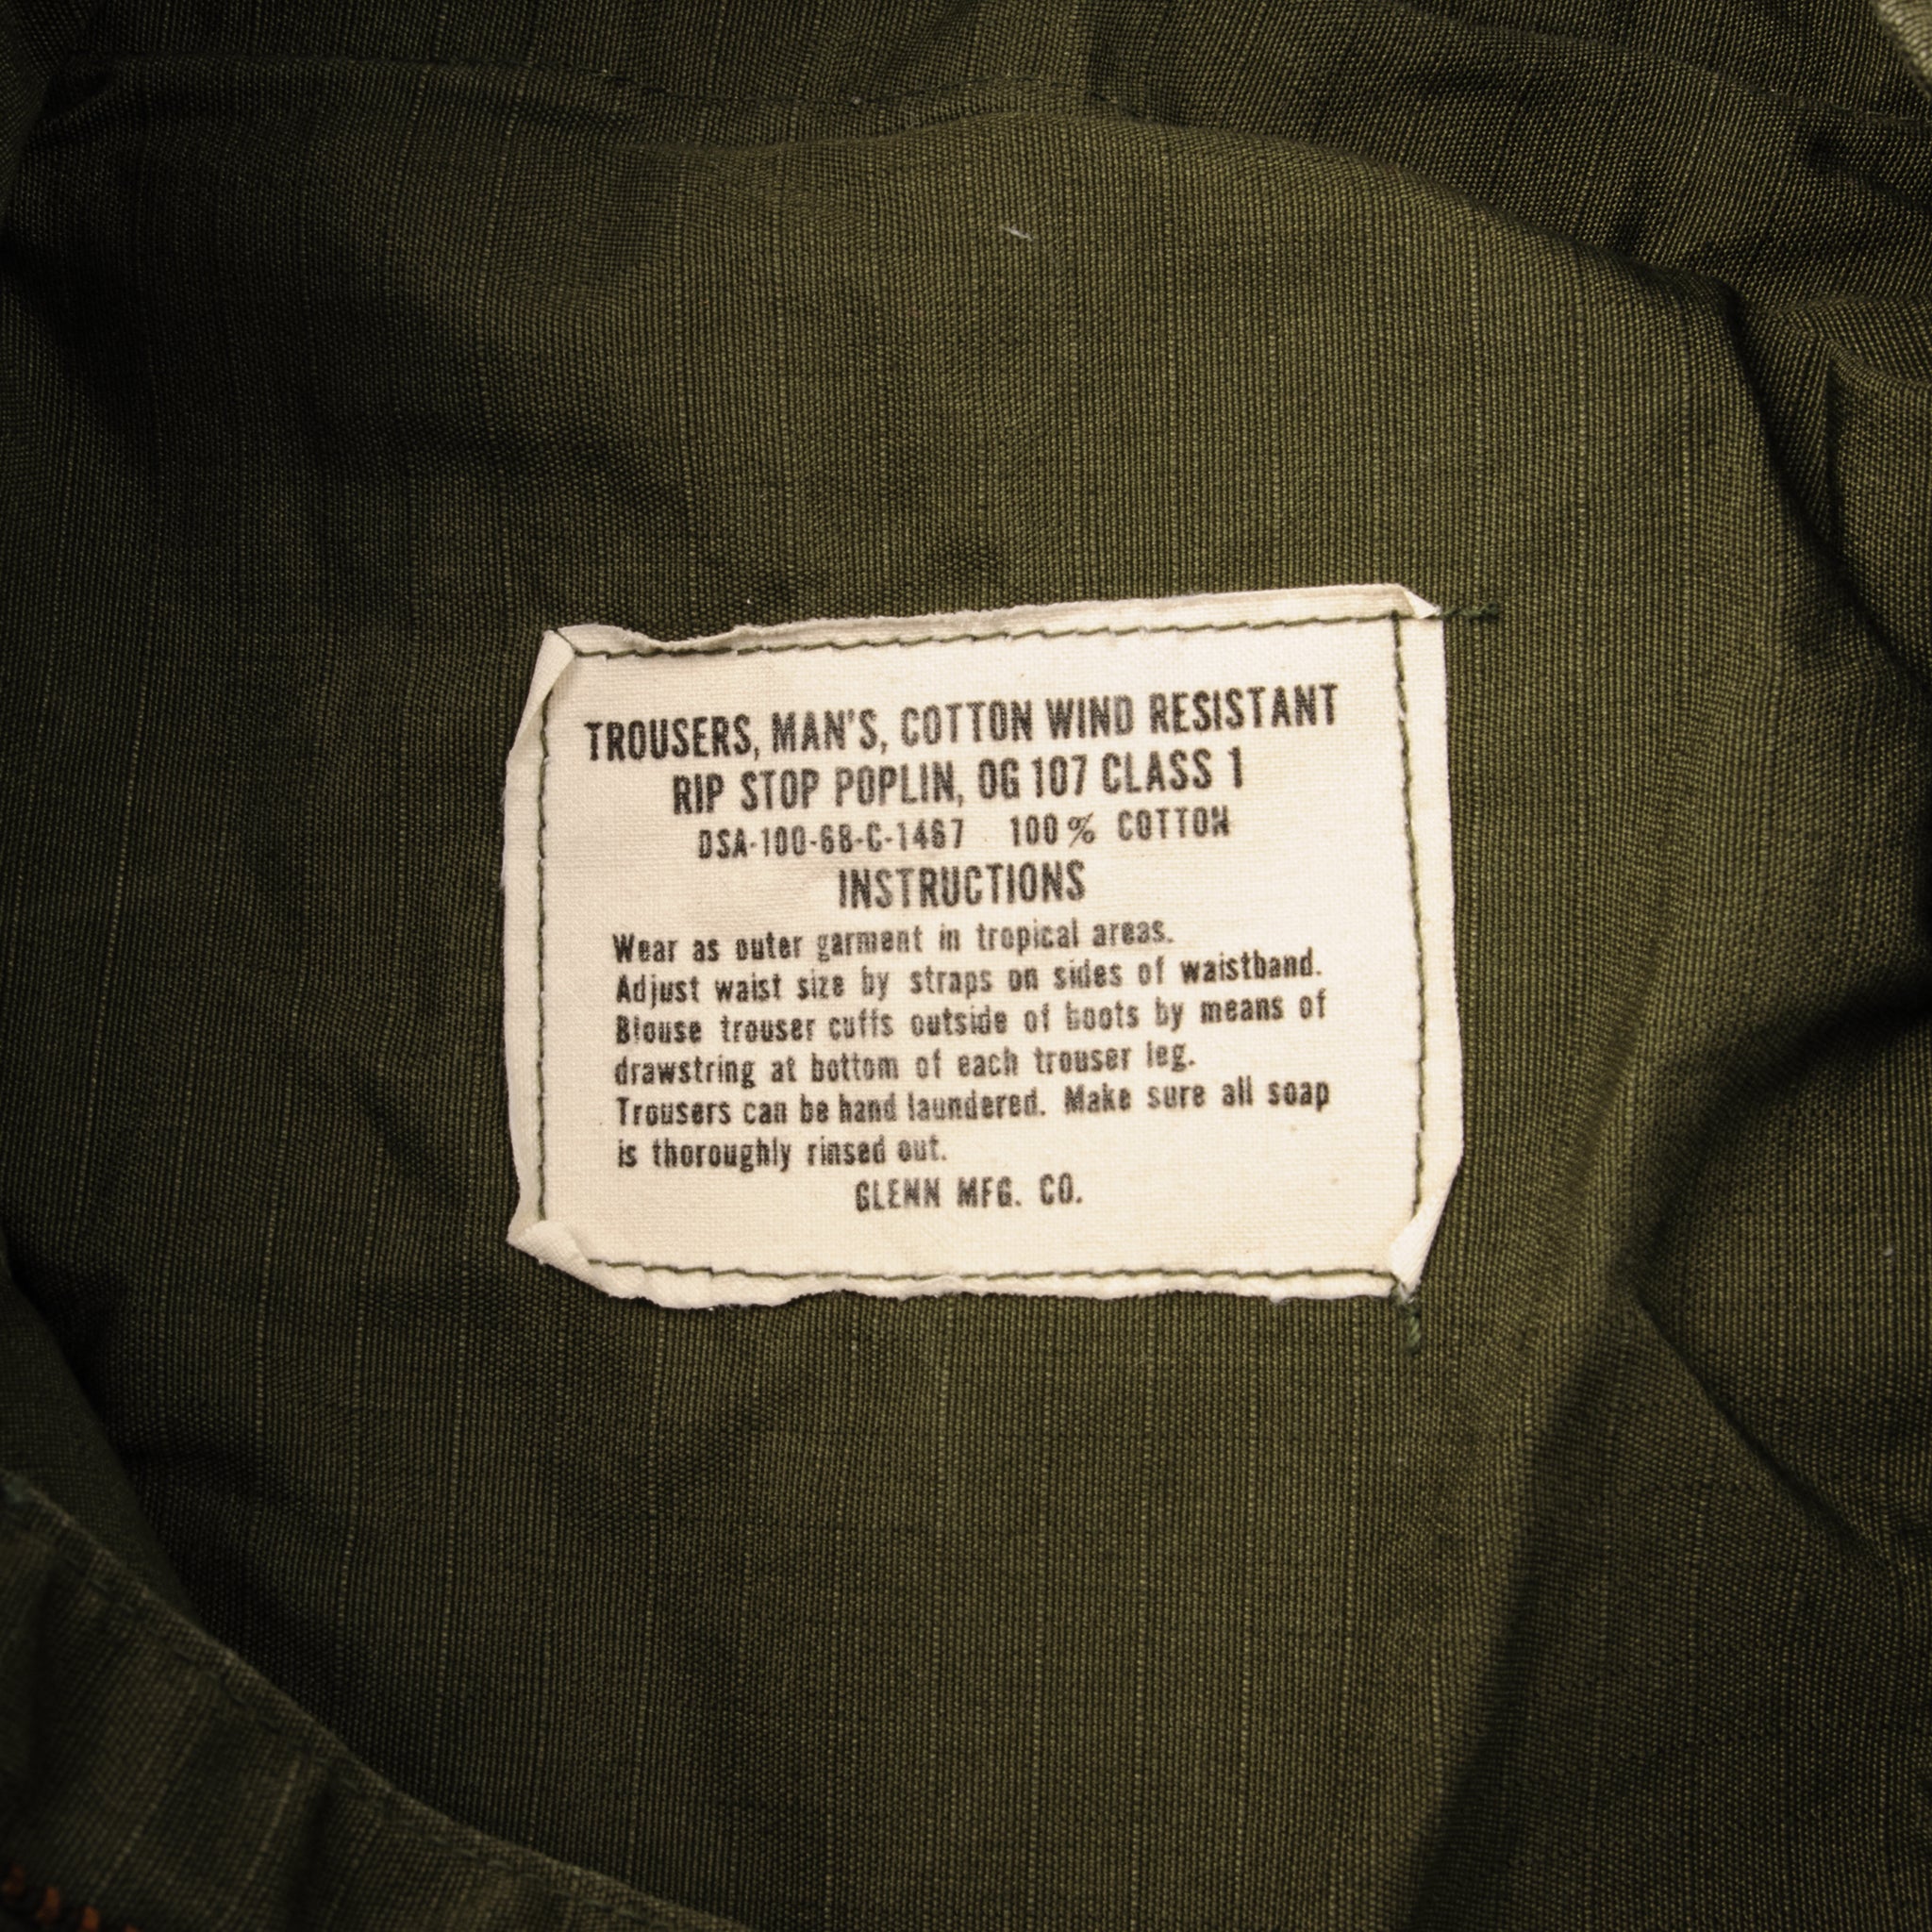 TROUSERS, MAN'S, COTTON WIND RESISTANT
RIP STOP POPLIN, OG 107 CLASS 1
DSA-100-68-C-1467 100% COTTON
INSTRUCTIONS
Wear as outer garment in tropical areas.
Adjust waist size by straps on sides of waistband.
Blouse trouser cuffs outside of boots by means of
drawstring at bottom of each trouser leg.
Trousers can be hand laundered. Make sure all soap
is thoroughly rinsed out.
GLENN MFG. CO.